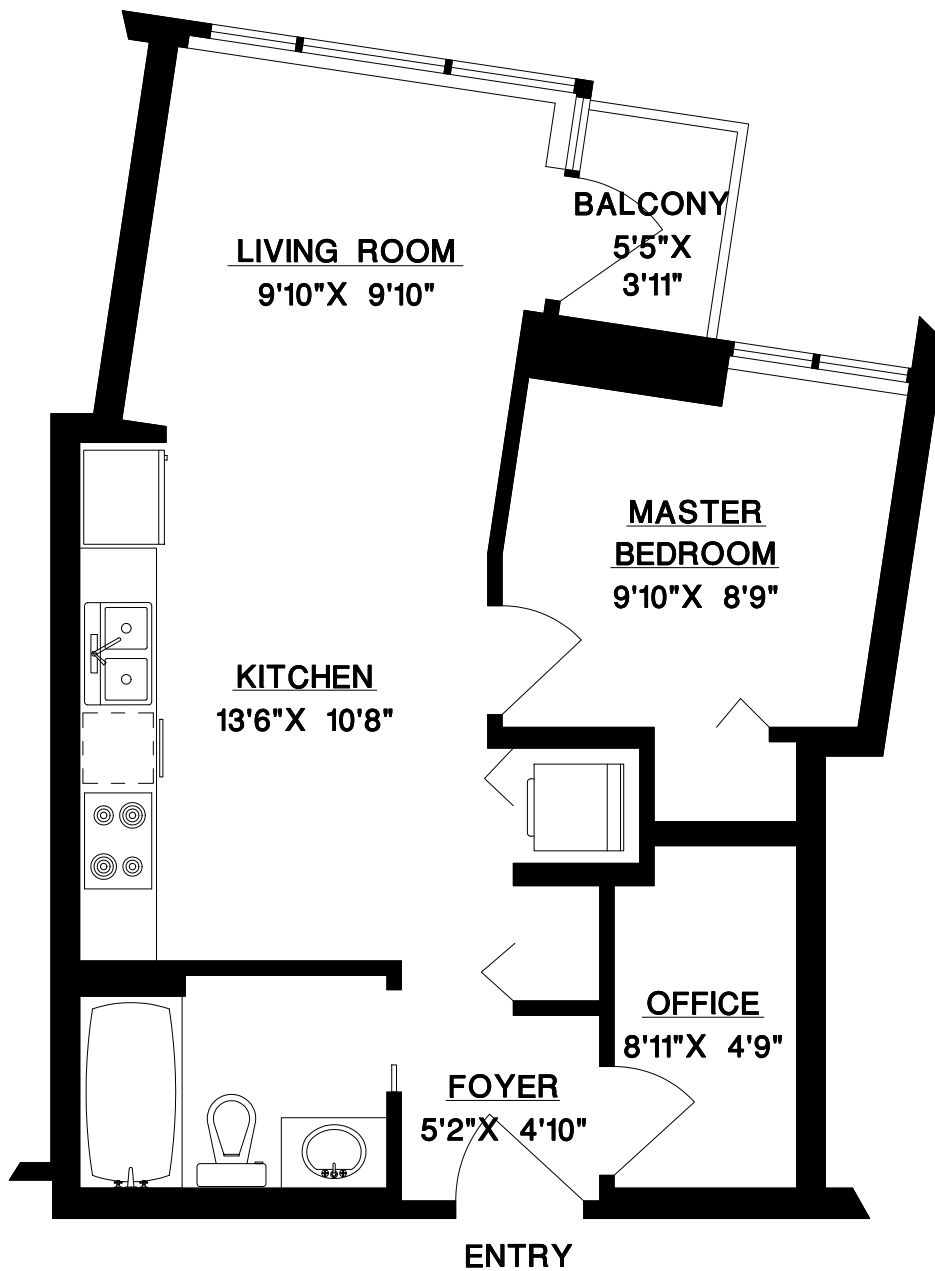 BALCONY
5'5"X
3'11"
LIVING ROOM
9'10"X 9'10"
MASTER
BEDROOM
9'10"X 8'9"
KITCHEN
13'6"X 10'8"
OFFICE
8'11"X 4'9"
FOYER
5'2"X 4'10"
ENTRY